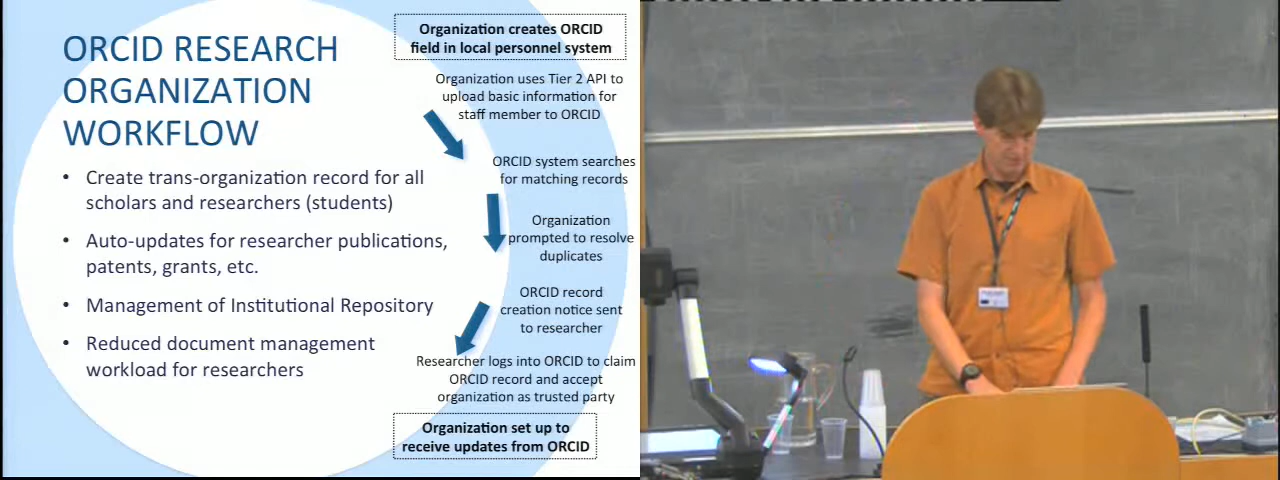 ORCID RESEARCH
ORGANIZATION
WORKFLOW
• Create trans-organization record for all
scholars and researchers (students)
• Auto-updates for researcher publications,
patents, grants, etc.
• Management of Institutional Repository
• Reduced document management
workload for researchers
Organization creates ORCID
field in local personnel system
Organization uses Tier 2 API to
upload basic information for
staff member to ORCID
ORCID system searches
for matching records
Organization
prompted to resolve
duplicates
ORCID record
creation notice sent
to researcher
Researcher logs into ORCID to claim
ORCID record and accept
organization as trusted party
Organization set up to
receive updates from ORCID